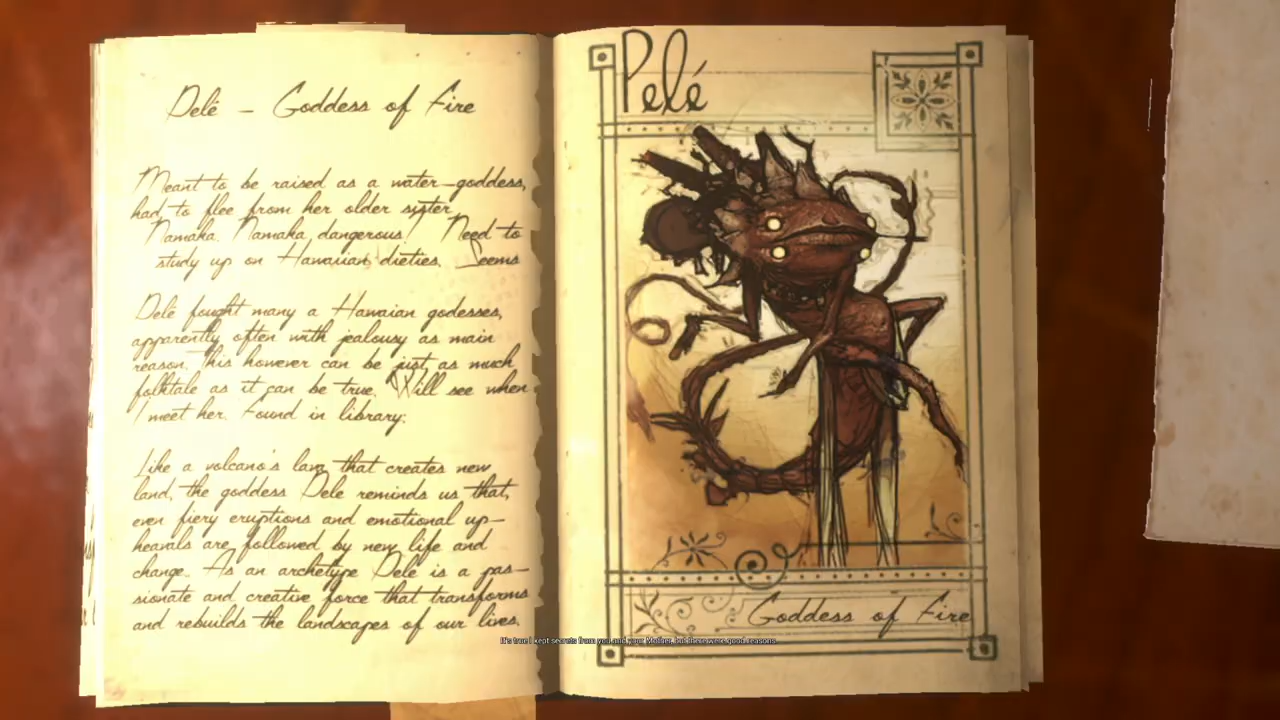 Pelé - Goddess of Fire
Meant to be raised as a water-goddess,
had to flee from her older sister
Namaka. Namaka dangerous! Need to
study up on Hawaiian dieties. Seems
Pelé fought many a Hawaian godesses,
apparently often with jealousy as main
reason. This however can be just as much
folktale as it can be true. Will see when
I meet her. Found in library:
Like a volcano's lava that creates new
land, the goddess Pele reminds us that,
even fiery eruptions and emotional up-
heavals are followed by new life and
change. As an archetype Pele is a pas-
sionate and creative force that transforms
and rebuilds the landscapes of our lives.
Pelé
Goddess of Fire
It's true I kept secrets from you and your Mother, but there were good reasons.